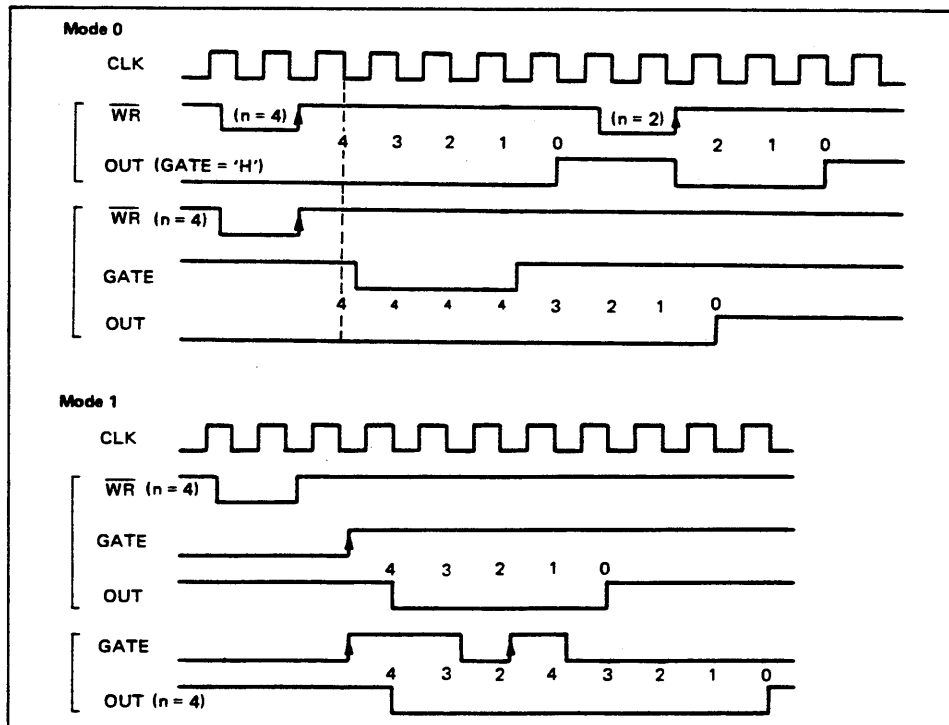 Mode 0
CLK
WR (n = 4) (n = 2)
4 3 2 1 0 2 1 0
OUT (GATE = 'H')
WR (n = 4)
GATE
4 4 4 4 3 2 1 0
OUT
Mode 1
CLK
WR (n = 4)
GATE
4 3 2 1 0
OUT
GATE
4 3 2 4 3 2 1 0
OUT (n = 4)